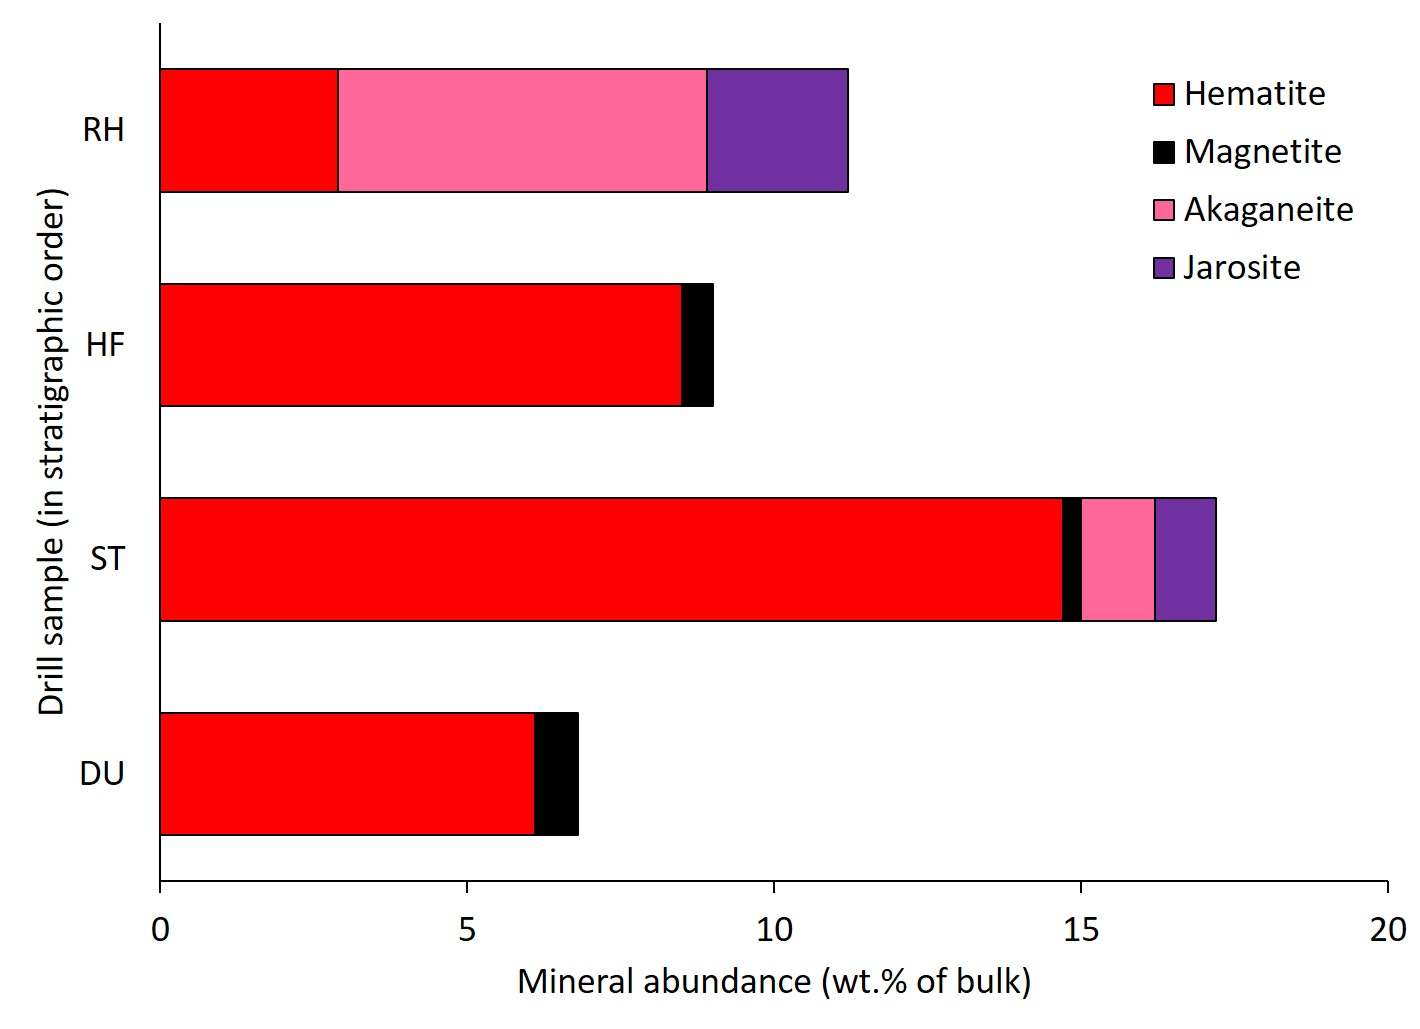 Drill sample (in stratigraphic order)
RH
HF
ST
DU
Hematite
Magnetite
Akaganeite
Jarosite
0 5 10 15 20
Mineral abundance (wt.% of bulk)